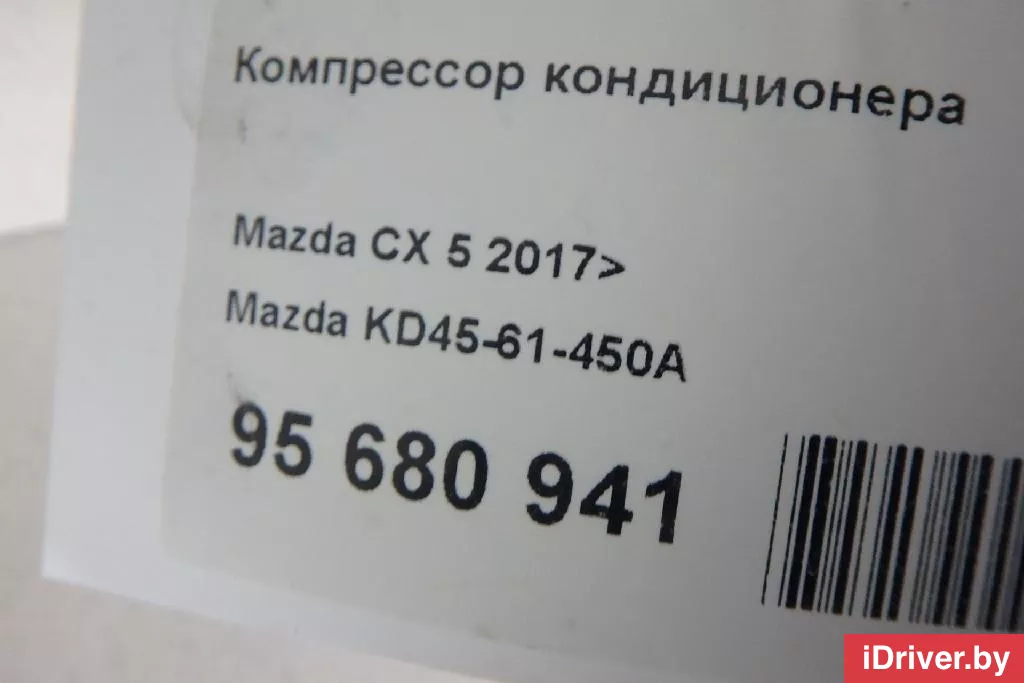 Компрессор кондиционера
Mazda CX 5 2017>
Mazda KD45-61-450A
95 680 941
iDriver.by